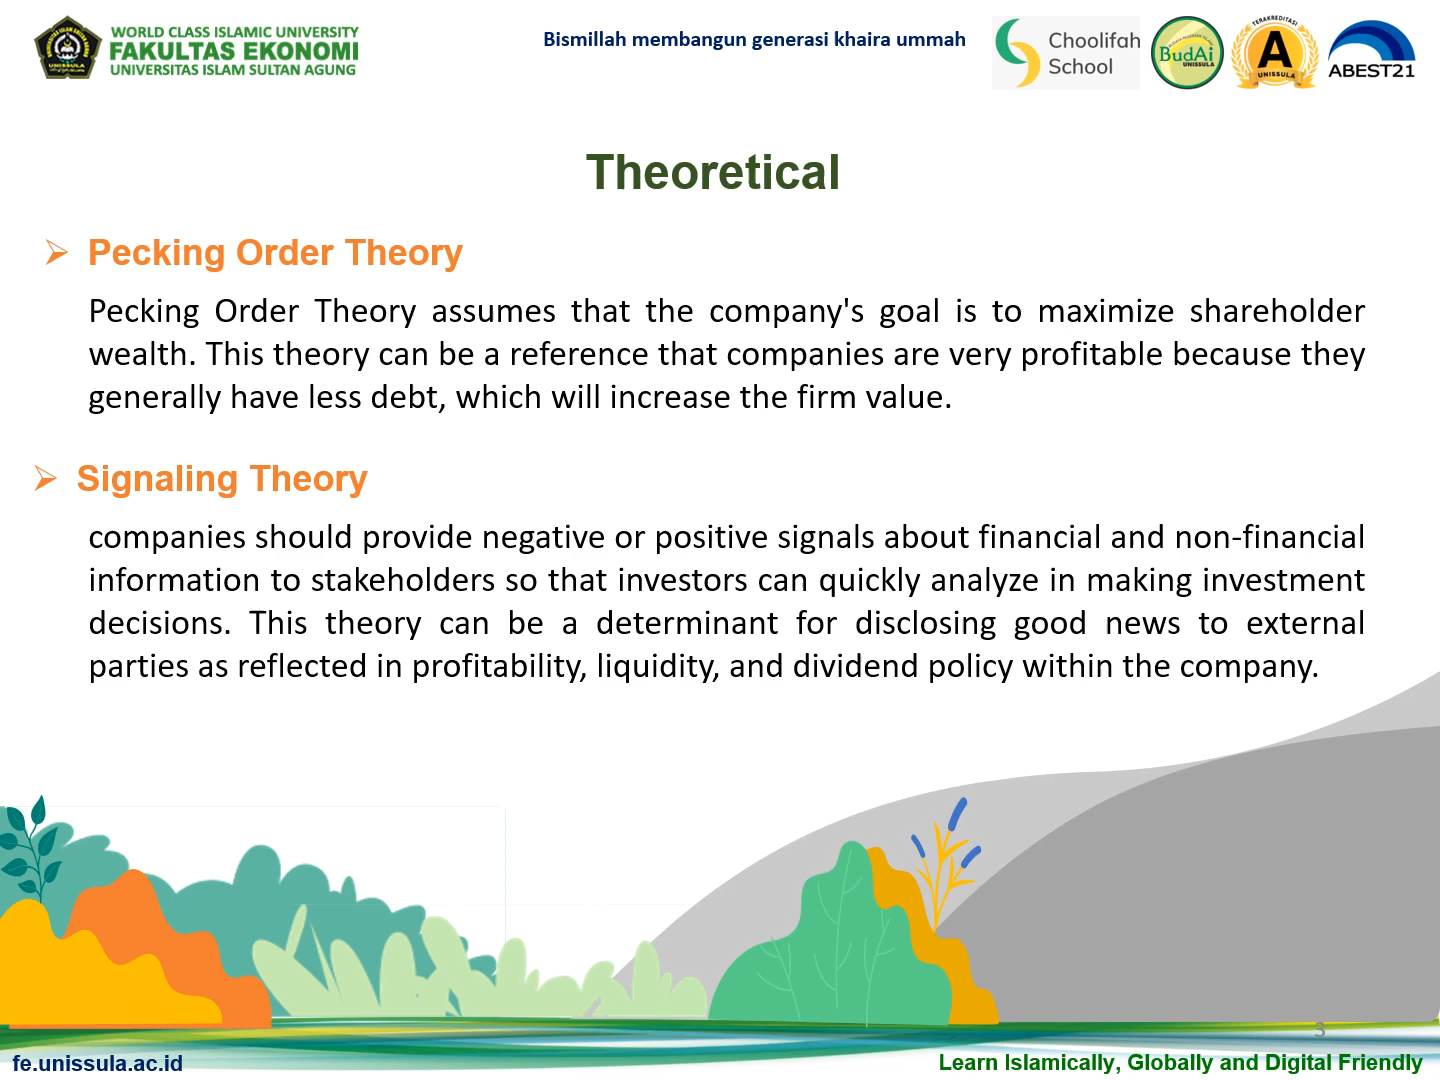 WORLD CLASS ISLAMIC UNIVERSITY
FAKULTAS EKONOMI
UNIVERSITAS ISLAM SULTAN AGUNG
UNISSULA
Bismillah membangun generasi khaira ummah
Choolifah
School
BudAi
UNISSULA
TERAKREDITASI
A
UNISSULA
ABEST21
Theoretical
➢ Pecking Order Theory
Pecking Order Theory assumes that the company's goal is to maximize shareholder
wealth. This theory can be a reference that companies are very profitable because they
generally have less debt, which will increase the firm value.
➢ Signaling Theory
companies should provide negative or positive signals about financial and non-financial
information to stakeholders so that investors can quickly analyze in making investment
decisions. This theory can be a determinant for disclosing good news to external
parties as reflected in profitability, liquidity, and dividend policy within the company.
3
fe.unissula.ac.id
Learn Islamically, Globally and Digital Friendly